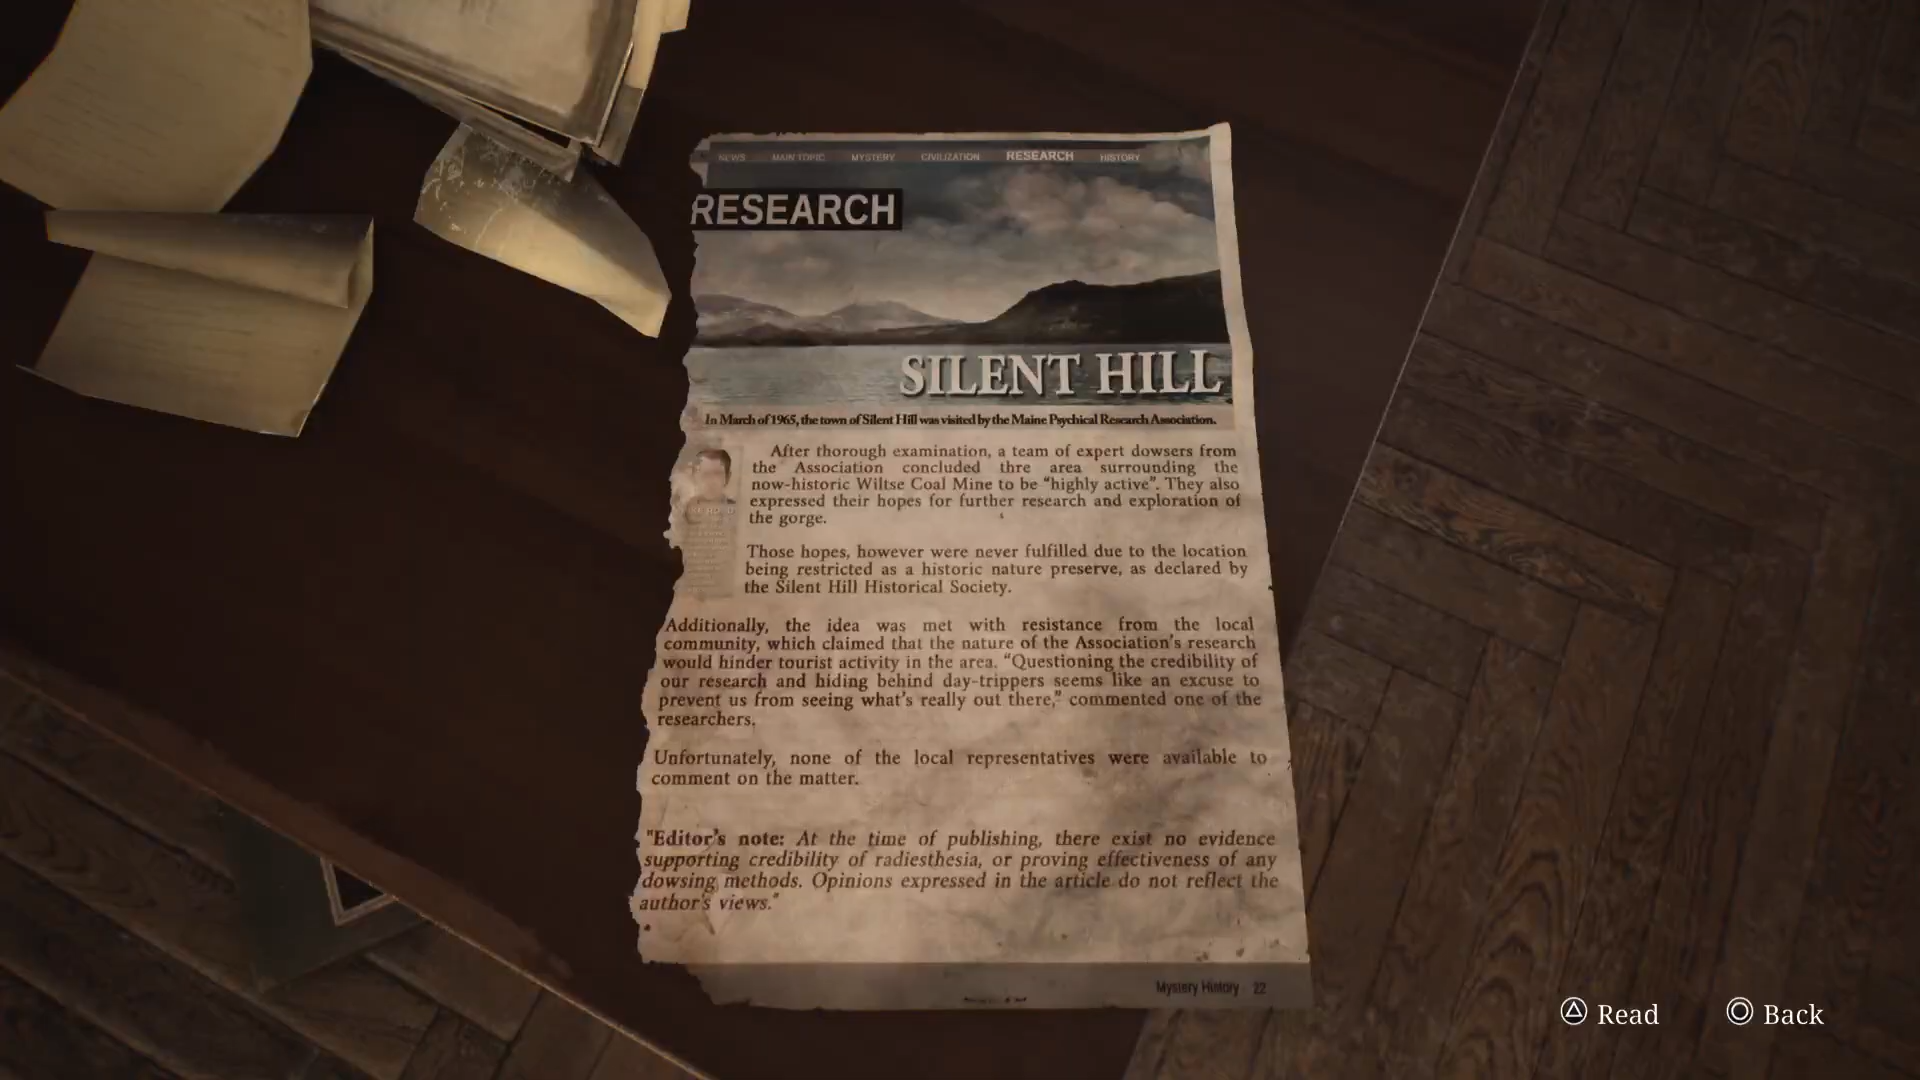 NEWS MAIN TOPIC MYSTERY CIVILIZATION RESEARCH HISTORY
RESEARCH
SILENT HILL
In March of 1965, the town of Silent Hill was visited by the Maine Psychical Research Association.
After thorough examination, a team of expert dowsers from
the Association concluded thre area surrounding the
now-historic Wiltse Coal Mine to be “highly active”. They also
expressed their hopes for further research and exploration of
the gorge.
Those hopes, however were never fulfilled due to the location
being restricted as a historic nature preserve, as declared by
the Silent Hill Historical Society.
Additionally, the idea was met with resistance from the local
community, which claimed that the nature of the Association's research
would hinder tourist activity in the area. “Questioning the credibility of
our research and hiding behind day-trippers seems like an excuse to
prevent us from seeing what's really out there,” commented one of the
researchers.
Unfortunately, none of the local representatives were available to
comment on the matter.
"Editor's note: At the time of publishing, there exist no evidence
supporting credibility of radiesthesia, or proving effectiveness of any
dowsing methods. Opinions expressed in the article do not reflect the
author's views."
Mystery History 22
Read Back